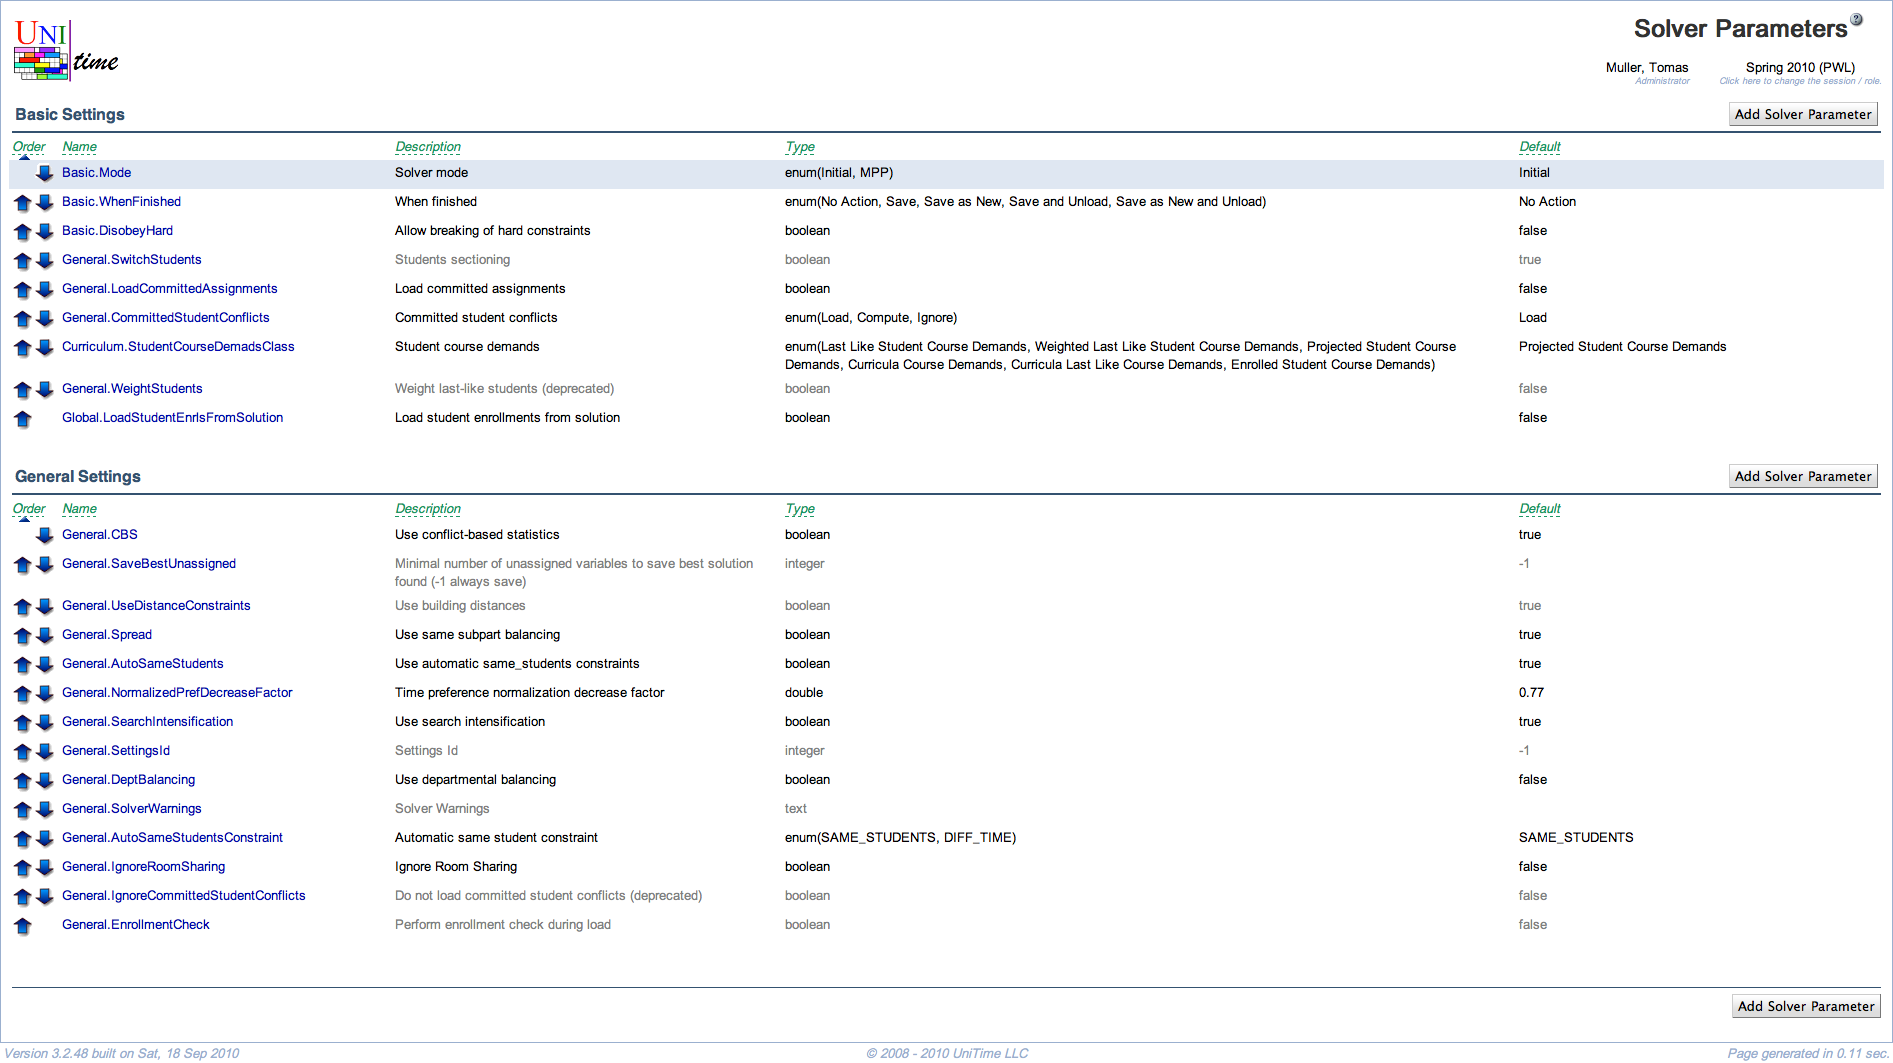 UNI
time
Solver Parameters
?
Muller, Tomas Spring 2010 (PWL)
Administrator Click here to change the session / role.
Basic Settings Add Solver Parameter
Order Name Description Type Default
Basic.Mode Solver mode enum(Initial, MPP) Initial
Basic.WhenFinished When finished enum(No Action, Save, Save as New, Save and Unload, Save as New and Unload) No Action
Basic.DisobeyHard Allow breaking of hard constraints boolean false
General.SwitchStudents Students sectioning boolean true
General.LoadCommittedAssignments Load committed assignments boolean false
General.CommittedStudentConflicts Committed student conflicts enum(Load, Compute, Ignore) Load
Curriculum.StudentCourseDemadsClass Student course demands enum(Last Like Student Course Demands, Weighted Last Like Student Course Demands, Projected Student Course Projected Student Course Demands
Demands, Curricula Course Demands, Curricula Last Like Course Demands, Enrolled Student Course Demands)
General.WeightStudents Weight last-like students (deprecated) boolean false
Global.LoadStudentEnrlsFromSolution Load student enrollments from solution boolean false
General Settings Add Solver Parameter
Order Name Description Type Default
General.CBS Use conflict-based statistics boolean true
General.SaveBestUnassigned Minimal number of unassigned variables to save best solution integer -1
found (-1 always save)
General.UseDistanceConstraints Use building distances boolean true
General.Spread Use same subpart balancing boolean true
General.AutoSameStudents Use automatic same_students constraints boolean true
General.NormalizedPrefDecreaseFactor Time preference normalization decrease factor double 0.77
General.SearchIntensification Use search intensification boolean true
General.SettingsId Settings Id integer -1
General.DeptBalancing Use departmental balancing boolean false
General.SolverWarnings Solver Warnings text
General.AutoSameStudentsConstraint Automatic same student constraint enum(SAME_STUDENTS, DIFF_TIME) SAME_STUDENTS
General.IgnoreRoomSharing Ignore Room Sharing boolean false
General.IgnoreCommittedStudentConflicts Do not load committed student conflicts (deprecated) boolean false
General.EnrollmentCheck Perform enrollment check during load boolean false
Add Solver Parameter
Version 3.2.48 built on Sat, 18 Sep 2010 © 2008 - 2010 UniTime LLC Page generated in 0.11 sec.